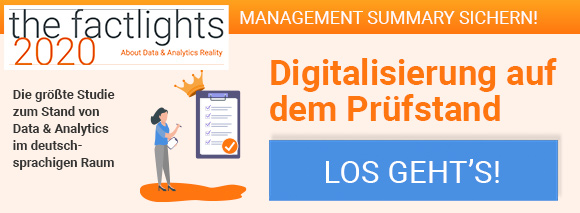 the factlights
2020
About Data & Analytics Reality
MANAGEMENT SUMMARY SICHERN!
Die größte Studie
zum Stand von
Data & Analytics
im deutsch-
sprachigen Raum
Digitalisierung auf
dem Prüfstand
LOS GEHT'S!